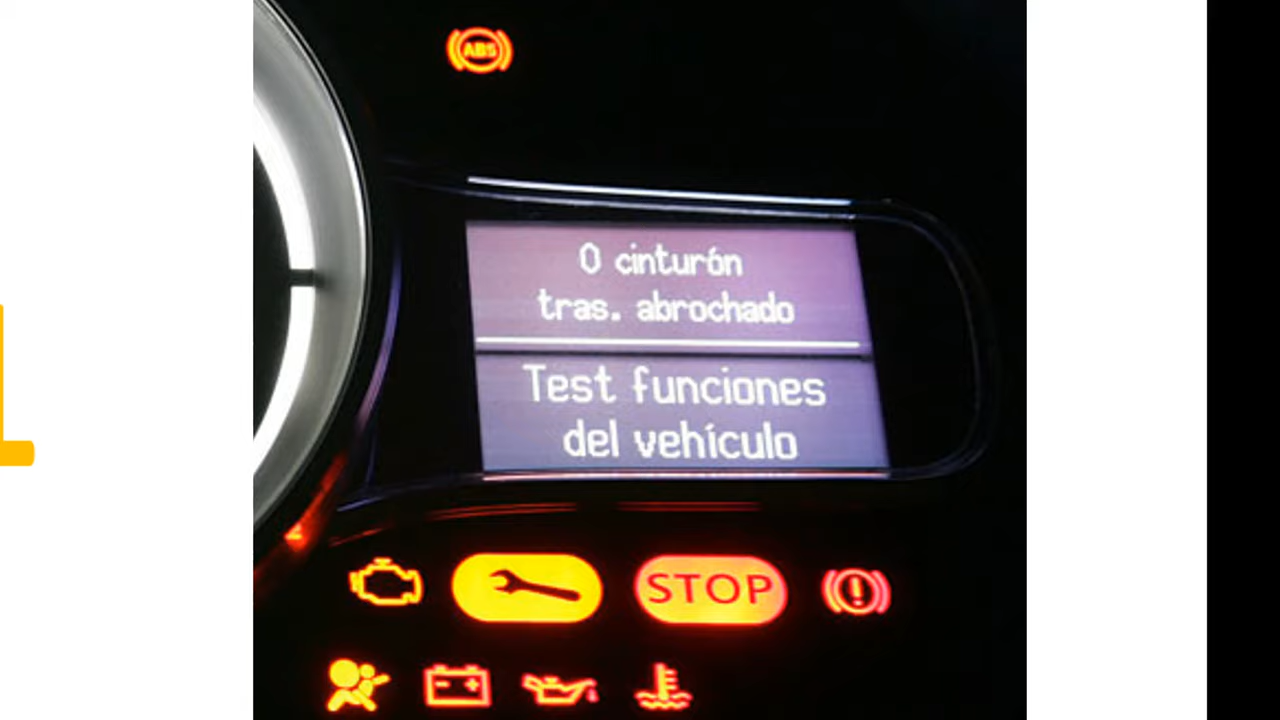 ABS
0 cinturón
tras. abrochado
Test funciones
del vehículo
STOP